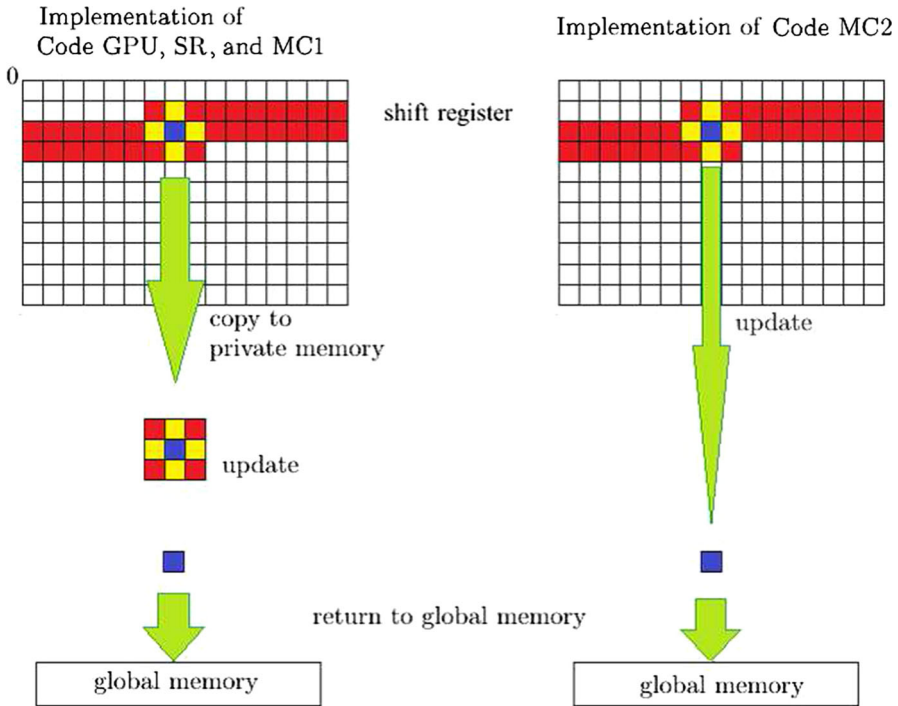 Implementation of
Code GPU, SR, and MC1
Implementation of Code MC2
0
shift register
copy to
private memory
update
update
return to global memory
global memory
global memory